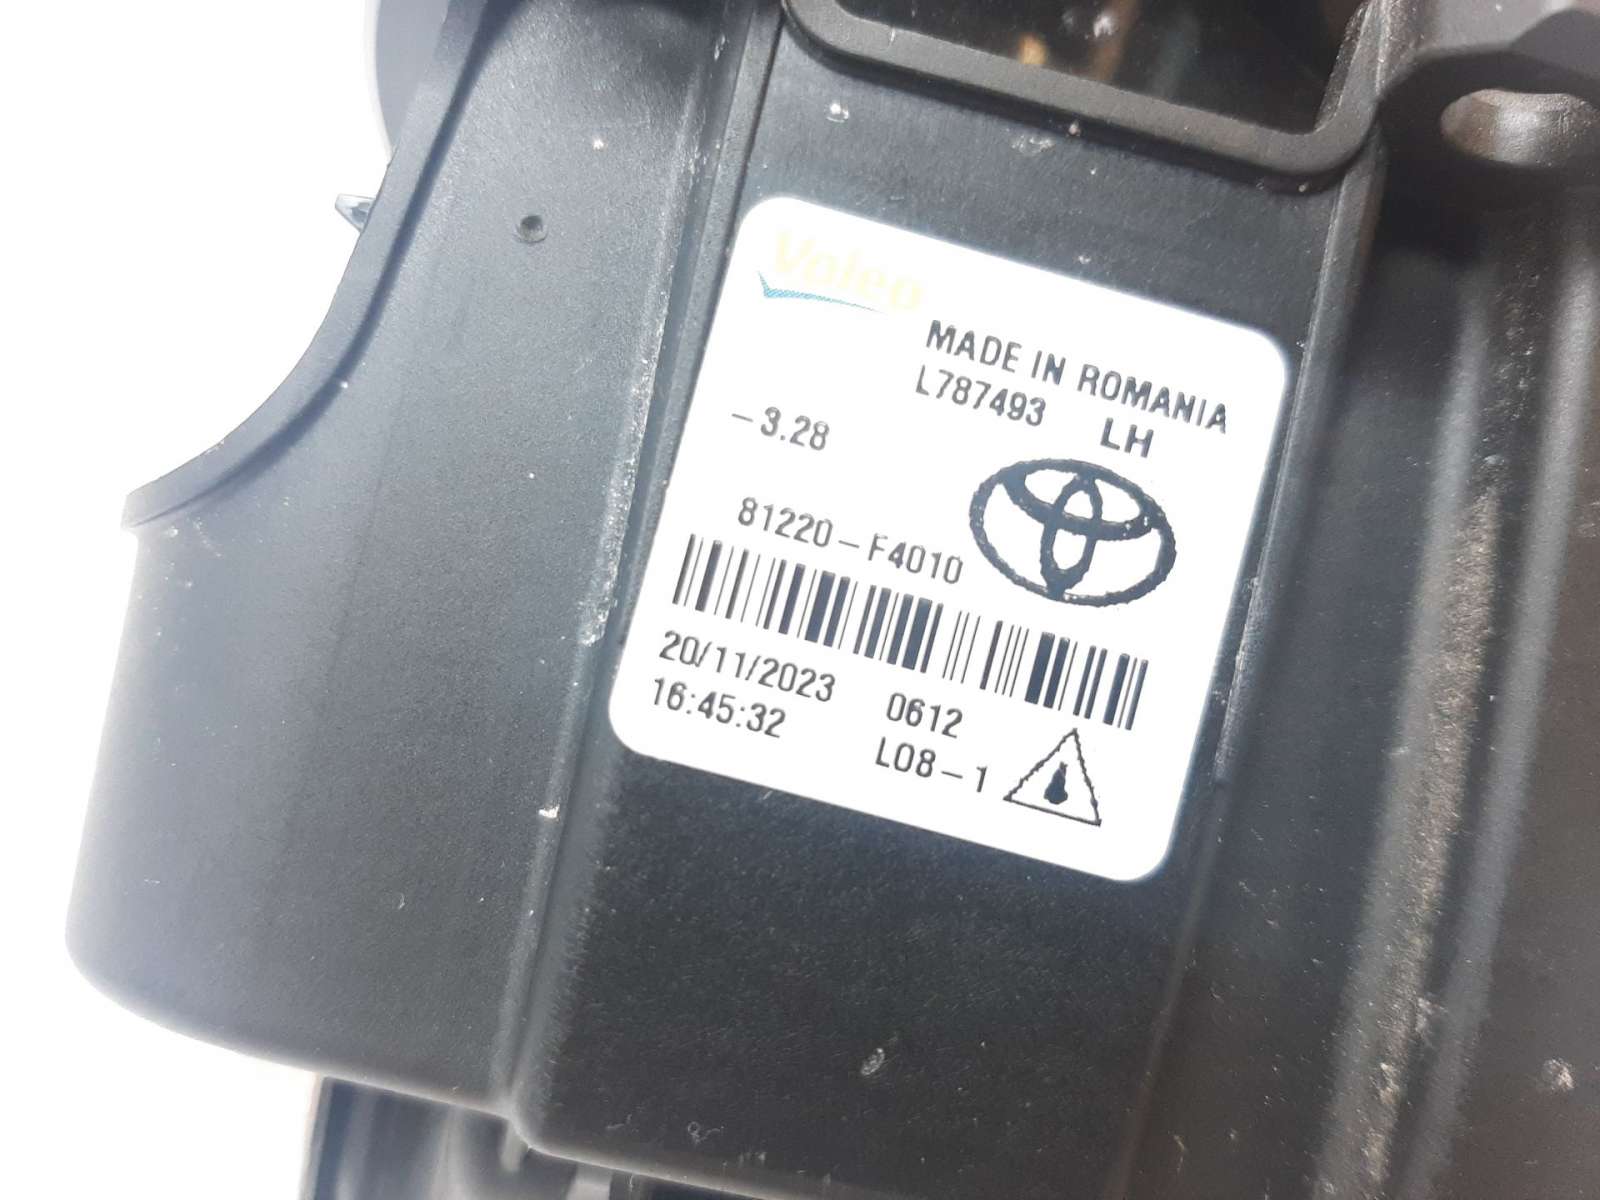 Valeo
MADE IN ROMANIA
L787493 LH
-3.28
81220-F4010
20/11/2023 0612
16:45:32 L08-1